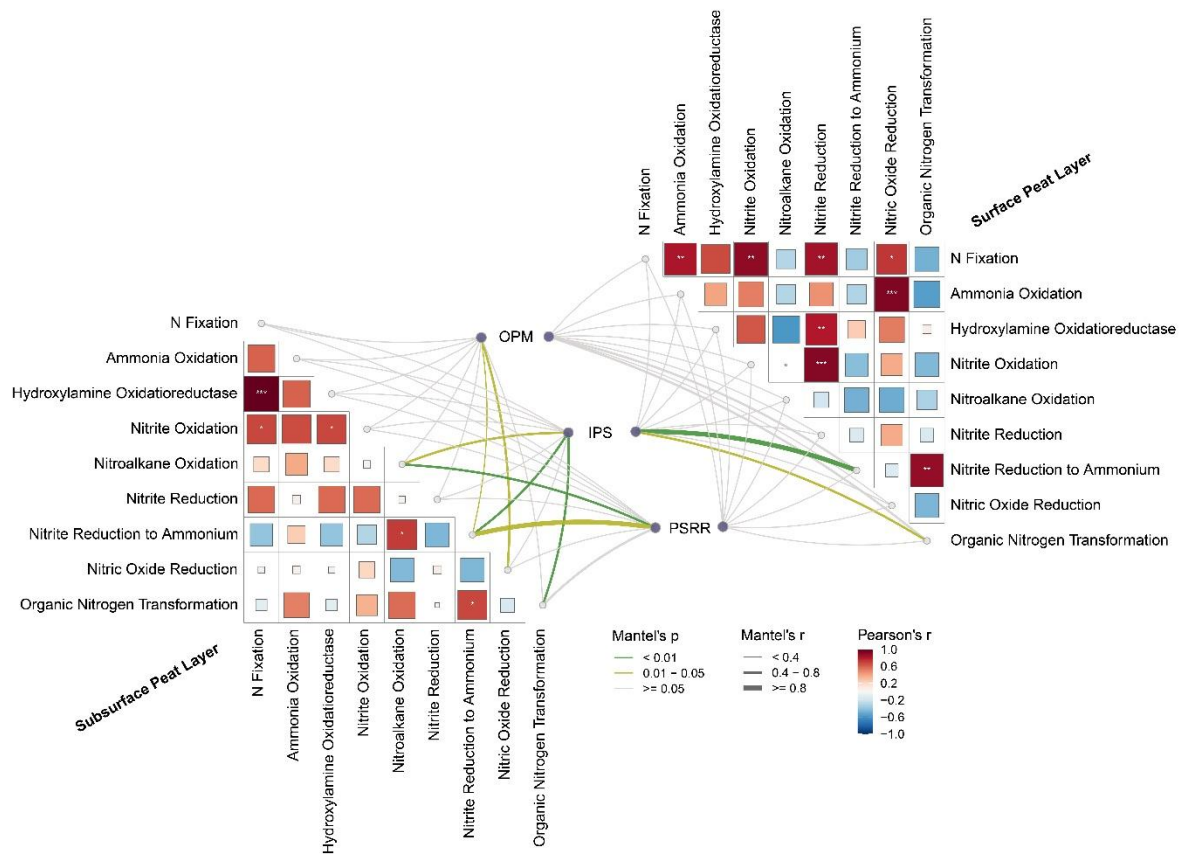 N Fixation
Ammonia Oxidation
Hydroxylamine Oxidatioreductase
Nitrite Oxidation
Nitroalkane Oxidation
Nitrite Reduction
Nitrite Reduction to Ammonium
Nitric Oxide Reduction
Organic Nitrogen Transformation
Surface Peat Layer
** ** ** * N Fixation
*** Ammonia Oxidation
** Hydroxylamine Oxidatioreductase
*** Nitrite Oxidation
Nitroalkane Oxidation
Nitrite Reduction
** Nitrite Reduction to Ammonium
Nitric Oxide Reduction
Organic Nitrogen Transformation
OPM
IPS
PSRR
N Fixation
Ammonia Oxidation
Hydroxylamine Oxidatioreductase ***
Nitrite Oxidation * *
Nitroalkane Oxidation
Nitrite Reduction
Nitrite Reduction to Ammonium *
Nitric Oxide Reduction
Organic Nitrogen Transformation *
Subsurface Peat Layer
N Fixation
Ammonia Oxidation
Hydroxylamine Oxidatioreductase
Nitrite Oxidation
Nitroalkane Oxidation
Nitrite Reduction
Nitrite Reduction to Ammonium
Nitric Oxide Reduction
Organic Nitrogen Transformation
Mantel's p
< 0.01
0.01 – 0.05
>= 0.05
Mantel's r
< 0.4
0.4 – 0.8
>= 0.8
Pearson's r
1.0
0.6
0.2
−0.2
−0.6
−1.0